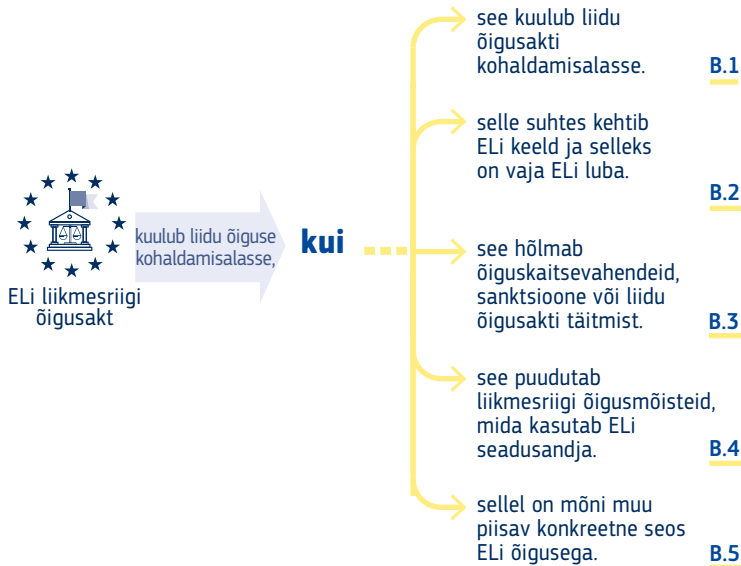 ELi liikmesriigi
õigusakt
kuulub liidu õiguse
kohaldamisalasse,
kui
see kuulub liidu
õigusakti
kohaldamisalasse.
B.1
selle suhtes kehtib
ELi keeld ja selleks
on vaja ELi luba.
B.2
see hõlmab
õiguskaitsevahendeid,
sanktsioone või liidu
õigusakti täitmist.
B.3
see puudutab
liikmesriigi õigusmõisteid,
mida kasutab ELi
seadusandja.
B.4
sellel on mõni muu
piisav konkreetne seos
ELi õigusega.
B.5